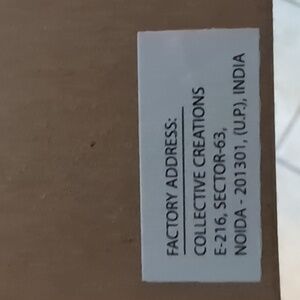 FACTORY ADDRESS:
COLLECTIVE CREATIONS
E-216, SECTOR-63,
NOIDA - 201301, (U.P.), INDIA